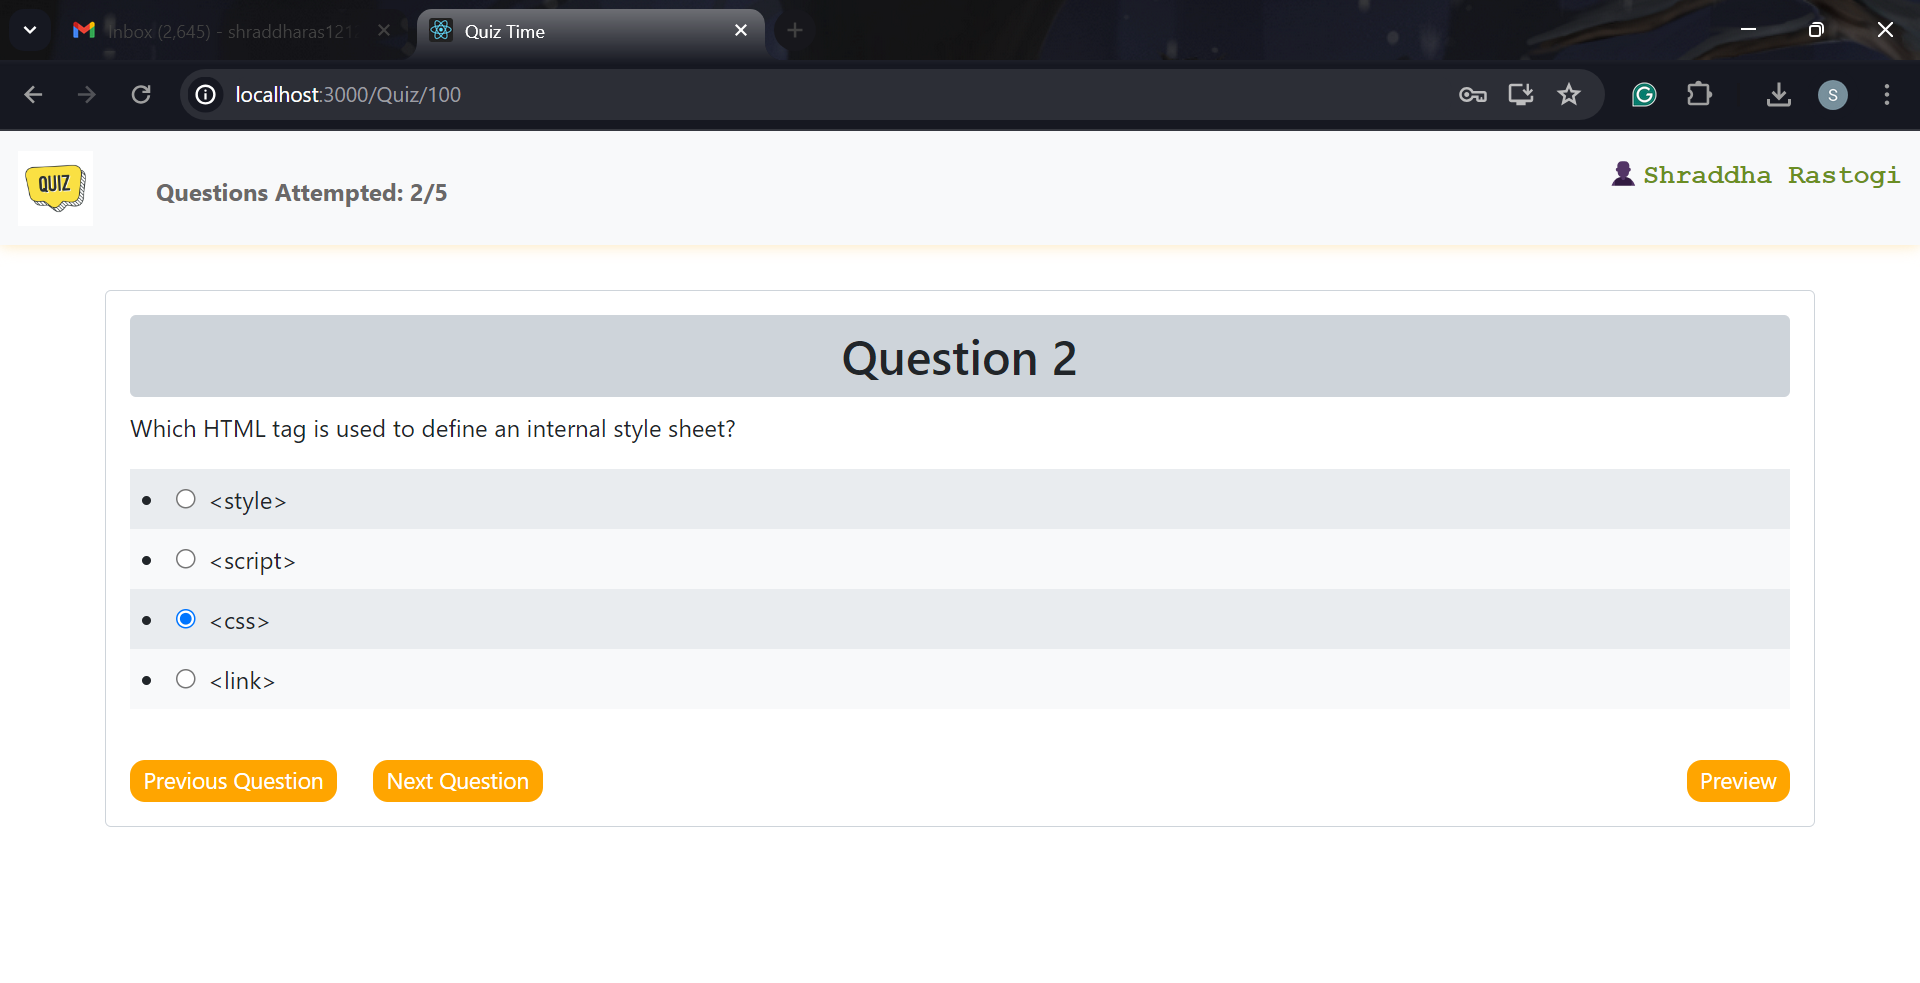 Inbox (2,645) - shraddharas121
Quiz Time
localhost:3000/Quiz/100
S
QUIZ
Questions Attempted: 2/5
Shraddha Rastogi
Question 2
Which HTML tag is used to define an internal style sheet?
<style>
<script>
<css>
<link>
Previous Question
Next Question
Preview